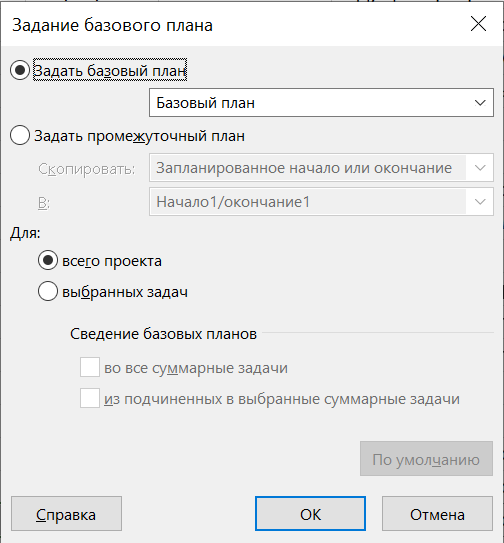 Задание базового плана
Задать базовый план
Базовый план
Задать промежуточный план
Скопировать: Запланированное начало или окончание
В: Начало1/окончание1
Для:
всего проекта
выбранных задач
Сведение базовых планов
во все суммарные задачи
из подчиненных в выбранные суммарные задачи
По умолчанию
Справка ОК Отмена